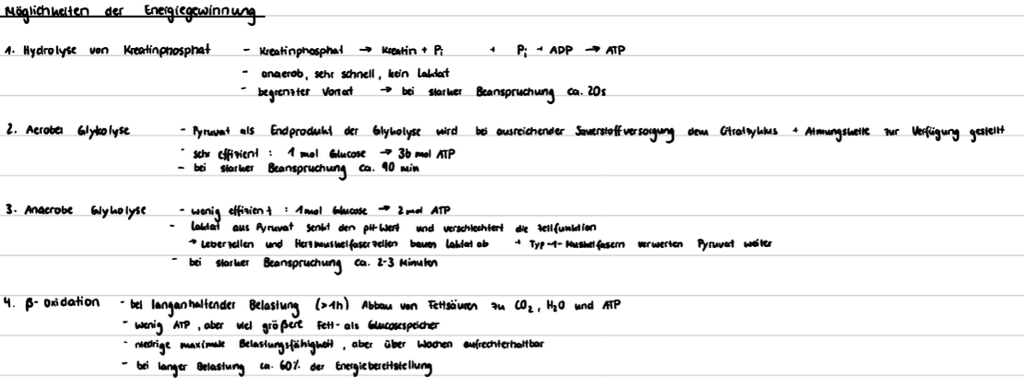 Möglichkeiten der Energiegewinnung
1. Hydrolyse von Kreatinphosphat - Kreatinphosphat → Kreatin + Pi + Pi + ADP → ATP
- anaerob, sehr schnell, kein Laktat
- begrenzter Vorrat → bei starker Beanspruchung ca. 20s
2. Aerobe Glykolyse - Pyruvat als Endprodukt der Glykolyse wird bei ausreichender Sauerstoffversorgung dem Citratzyklus + Atmungskette zur Verfügung gestellt
- sehr effizient : 1 mol Glucose → 36 mol ATP
- bei starker Beanspruchung ca. 90 min
3. Anaerobe Glykolyse - wenig effizient : 1 mol Glucose → 2 mol ATP
- Laktat aus Pyruvat senkt den pH-Wert und verschlechtert die Zellfunktion
→ Leberzellen und Herzmuskelfaserzellen bauen Laktat ab + Typ-1-Muskelfasern verwerten Pyruvat weiter
- bei starker Beanspruchung ca. 2-3 Minuten
4. β-Oxidation - bei langanhaltender Belastung (>1h) Abbau von Fettsäuren zu CO₂, H₂O und ATP
- wenig ATP, aber viel größere Fett- als Glucosespeicher
- niedrige maximale Belastungsfähigkeit, aber über Wochen aufrechterhaltbar
- bei langer Belastung ca. 60% der Energiebereitstellung